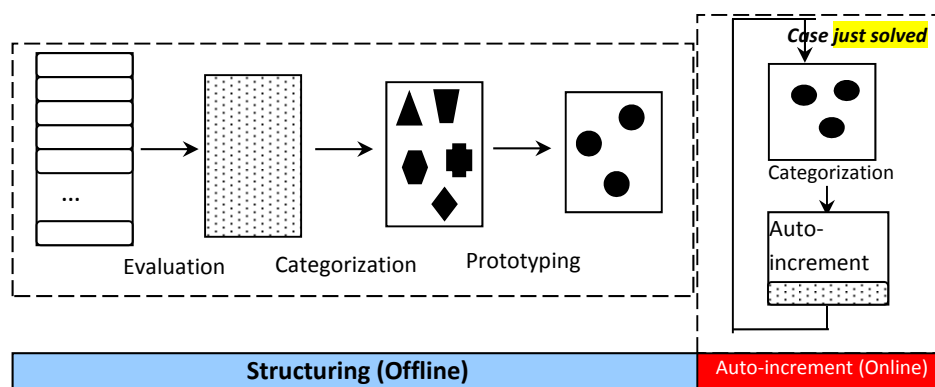 Case just solved
...
Categorization
Auto-
increment
Evaluation Categorization Prototyping
Structuring (Offline)
Auto-increment (Online)